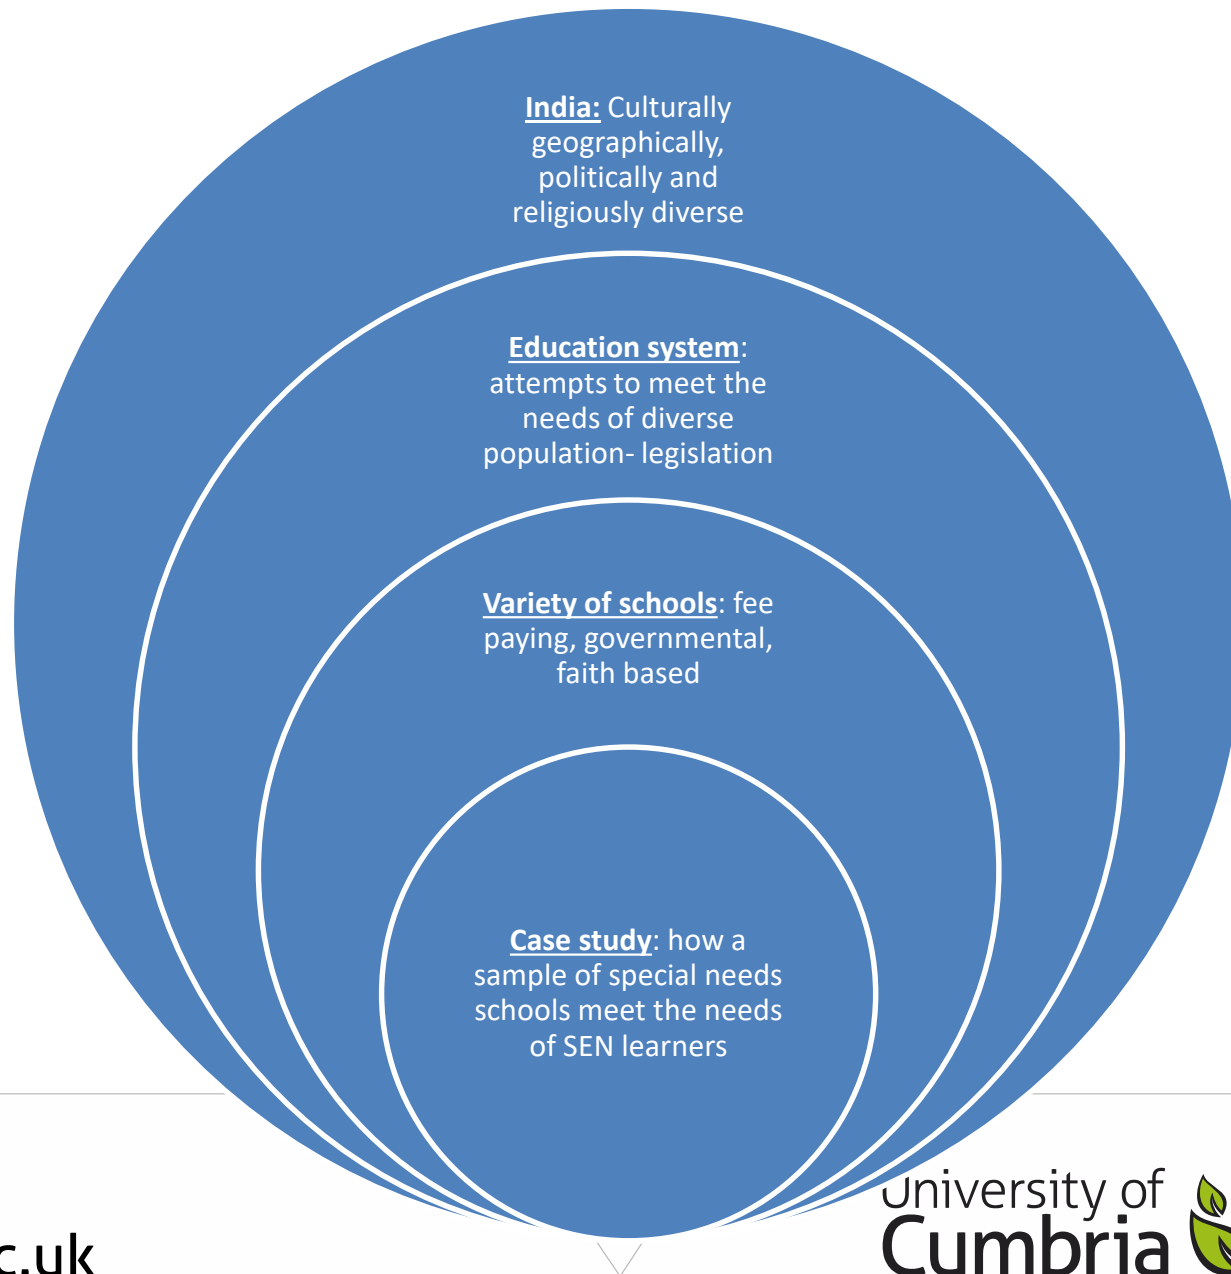 India: Culturally
geographically,
politically and
religiously diverse
Education system:
attempts to meet the
needs of diverse
population- legislation
Variety of schools: fee
paying, governmental,
faith based
Case study: how a
sample of special needs
schools meet the needs
of SEN learners
University of
Cumbria
c.uk